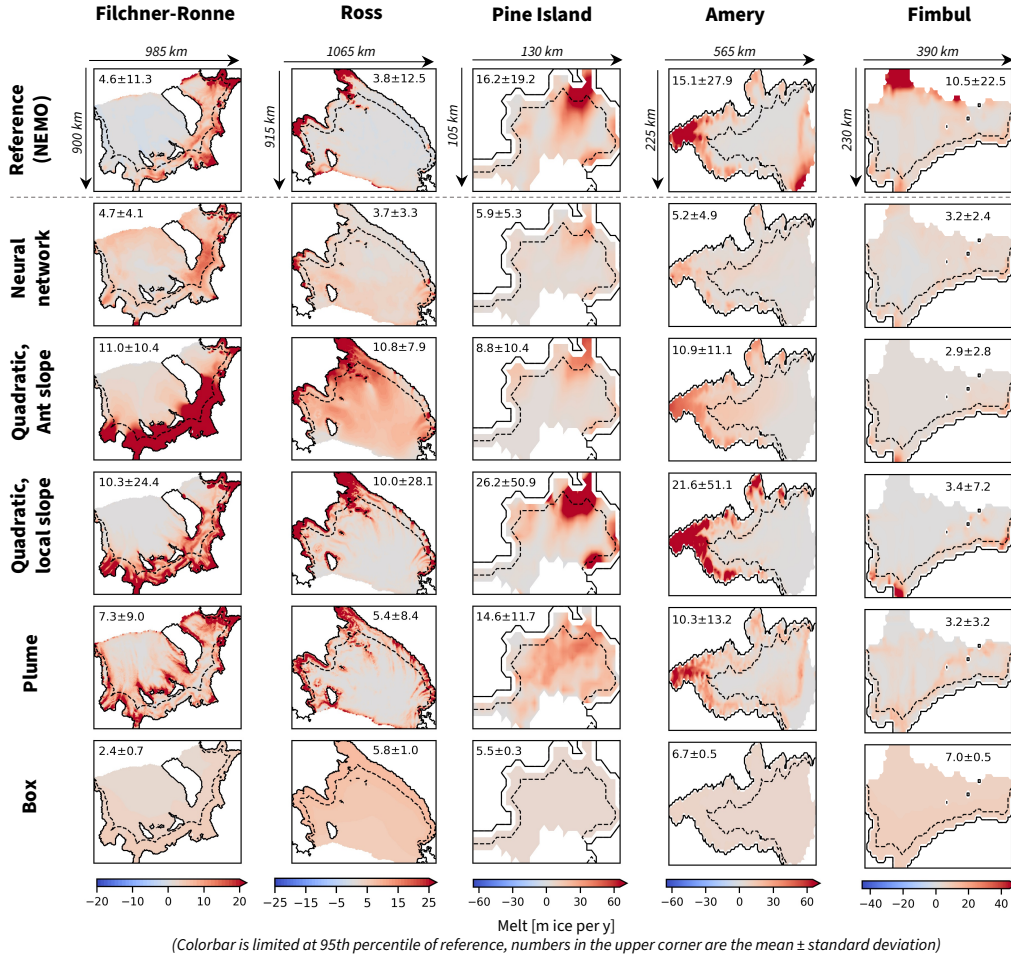 Filchner-Ronne Ross Pine Island Amery Fimbul
985 km 1065 km 130 km 565 km 390 km
Reference (NEMO)
900 km 915 km 105 km 225 km 230 km
4.6±11.3 3.8±12.5 16.2±19.2 15.1±27.9 10.5±22.5
Neural network
4.7±4.1 3.7±3.3 5.9±5.3 5.2±4.9 3.2±2.4
Quadratic, Ant slope
11.0±10.4 10.8±7.9 8.8±10.4 10.9±11.1 2.9±2.8
Quadratic, local slope
10.3±24.4 10.0±28.1 26.2±50.9 21.6±51.1 3.4±7.2
Plume
7.3±9.0 5.4±8.4 14.6±11.7 10.3±13.2 3.2±3.2
Box
2.4±0.7 5.8±1.0 5.5±0.3 6.7±0.5 7.0±0.5
−20 −10 0 10 20 −25 −15 −5 5 15 25 −60 −30 0 30 60 −60 −30 0 30 60 −40 −20 0 20 40
Melt [m ice per y]
(Colorbar is limited at 95th percentile of reference, numbers in the upper corner are the mean ± standard deviation)